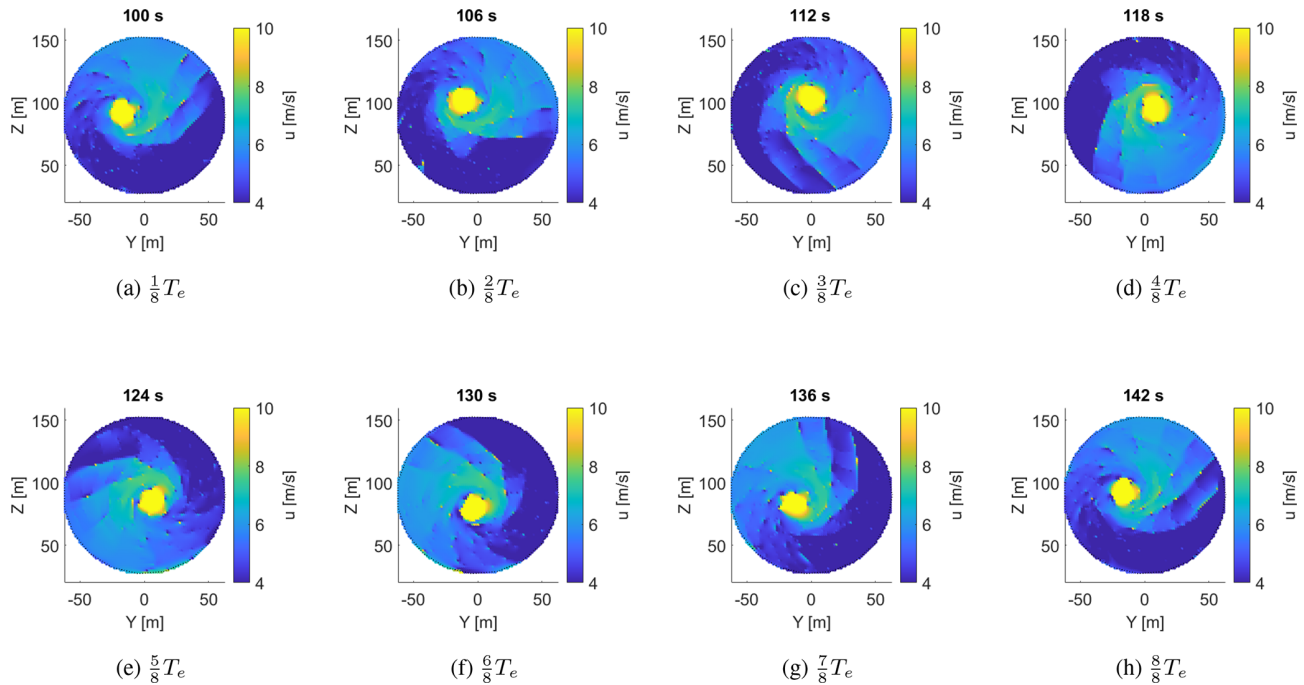 100 s 106 s 112 s 118 s
150 10 150 10 150 10 150 10
8 8 8 8
Z [m] 100 u [m/s] Z [m] 100 u [m/s] Z [m] 100 u [m/s] Z [m] 100 u [m/s]
6 6 6 6
50 50 50 50
4 4 4 4
-50 0 50 -50 0 50 -50 0 50 -50 0 50
Y [m] Y [m] Y [m] Y [m]
(a) 1/8 T_e (b) 2/8 T_e (c) 3/8 T_e (d) 4/8 T_e
124 s 130 s 136 s 142 s
150 10 150 10 150 10 150 10
8 8 8 8
Z [m] 100 u [m/s] Z [m] 100 u [m/s] Z [m] 100 u [m/s] Z [m] 100 u [m/s]
6 6 6 6
50 50 50 50
4 4 4 4
-50 0 50 -50 0 50 -50 0 50 -50 0 50
Y [m] Y [m] Y [m] Y [m]
(e) 5/8 T_e (f) 6/8 T_e (g) 7/8 T_e (h) 8/8 T_e